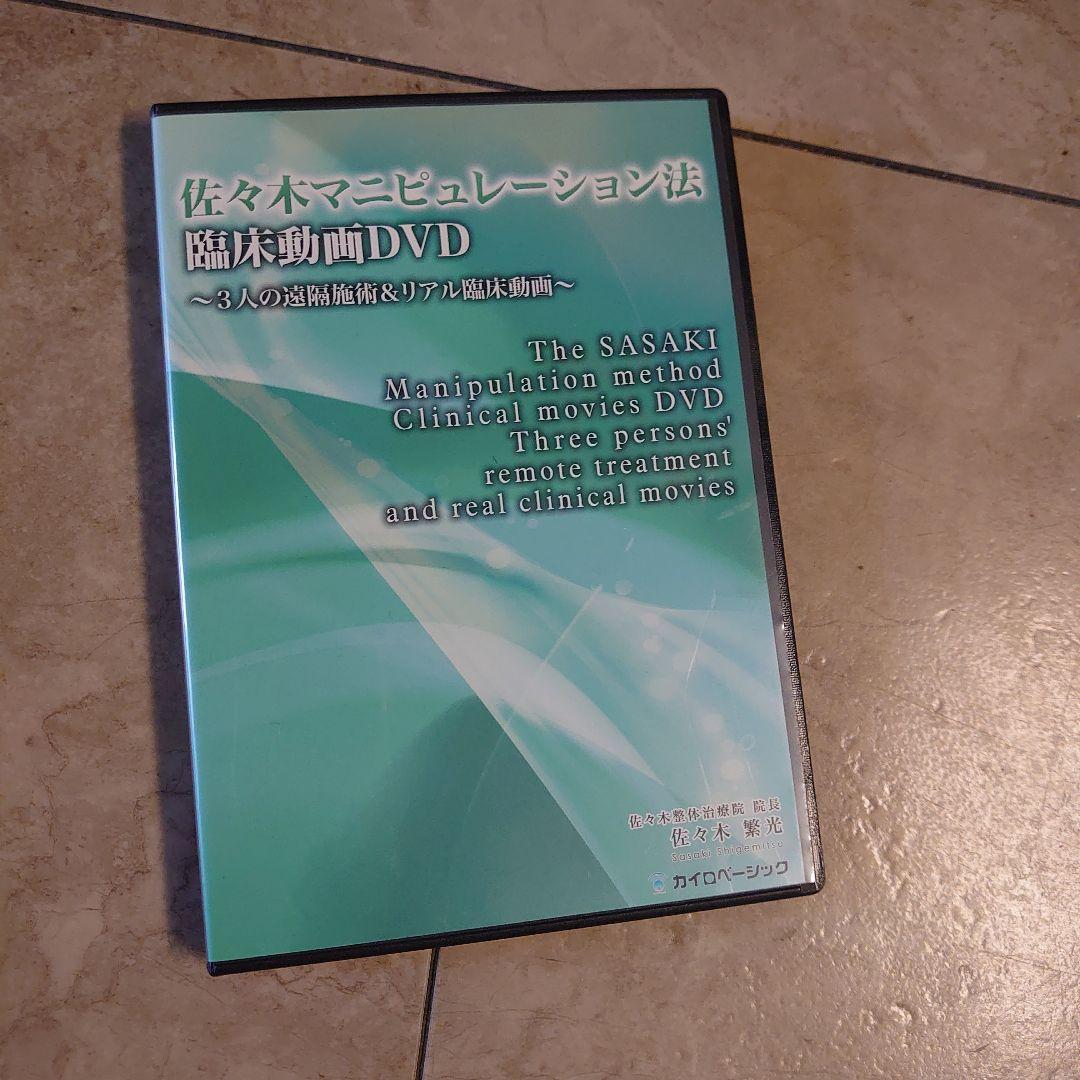 佐々木マニピュレーション法
臨床動画DVD
～3人の遠隔施術&リアル臨床動画～
The SASAKI
Manipulation method
Clinical movies DVD
Three persons'
remote treatment
and real clinical movies
佐々木整体治療院 院長
佐々木 繁光
Sasaki Shigemitsu
カイロベーシック